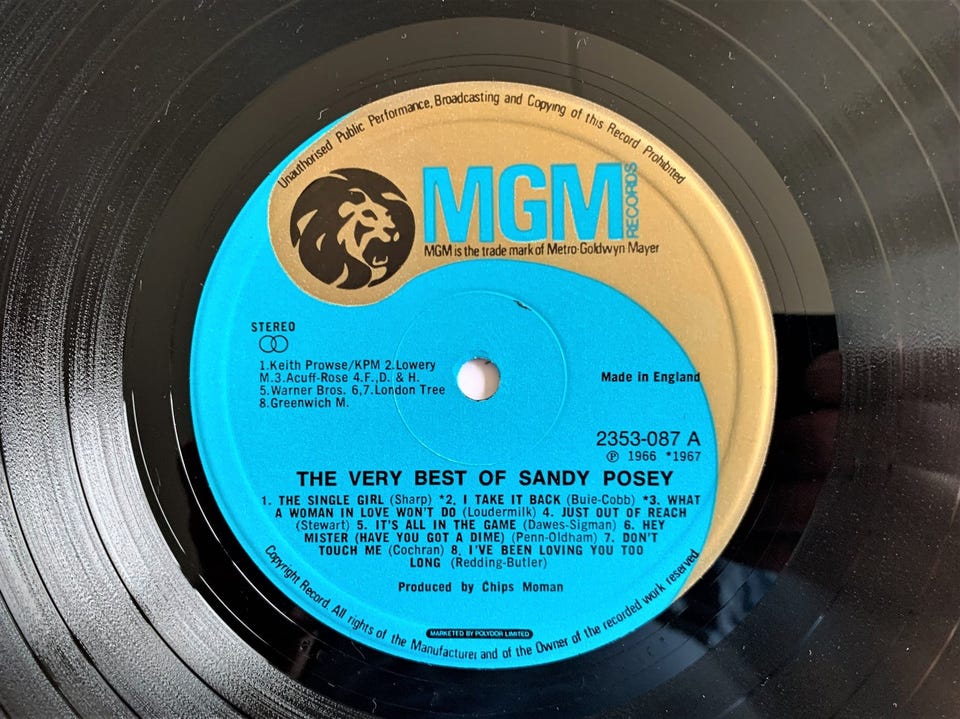 Unauthorised Public Performance, Broadcasting and Copying of this Record Prohibited
MGM
RECORDS
MGM is the trade mark of Metro-Goldwyn Mayer
STEREO
1.Keith Prowse/KPM 2.Lowery
M.3.Acuff-Rose 4.F.,D. & H.
5.Warner Bros. 6,7.London Tree
8.Greenwich M.
Made in England
2353-087 A
℗ 1966 *1967
THE VERY BEST OF SANDY POSEY
1. THE SINGLE GIRL (Sharp) *2, I TAKE IT BACK (Buie-Cobb) *3. WHAT
A WOMAN IN LOVE WON'T DO (Loudermilk) 4. JUST OUT OF REACH
(Stewart) 5. IT'S ALL IN THE GAME (Dawes-Sigman) 6. HEY
MISTER (HAVE YOU GOT A DIME) (Penn-Oldham) 7. DON'T
TOUCH ME (Cochran) 8, I'VE BEEN LOVING YOU TOO
LONG (Redding-Butler)
Produced by Chips Moman
MARKETED BY POLYDOR LIMITED
Copyright Record. All rights of the Manufacturer and of the Owner of the recorded work reserved.